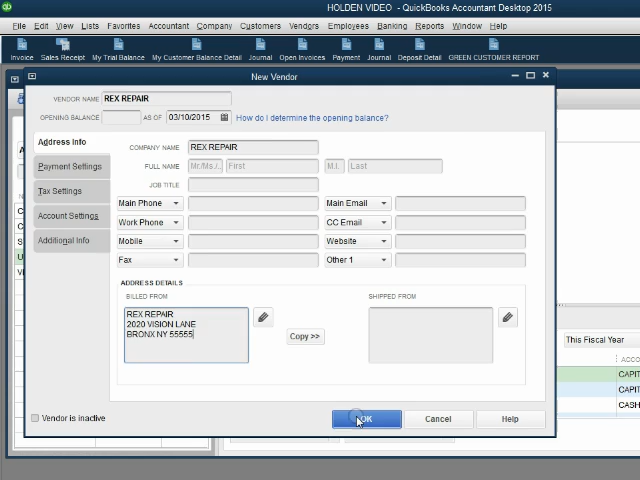 HOLDEN VIDEO - QuickBooks Accountant Desktop 2015
File Edit View Lists Favorites Accountant Company Customers Vendors Employees Banking Reports Window Help
Invoice Sales Receipt My Trial Balance My Customer Balance Detail Journal Open Invoices Payment Journal Deposit Detail GREEN CUSTOMER REPORT
New Vendor
VENDOR NAME REX REPAIR
OPENING BALANCE AS OF 03/10/2015 How do I determine the opening balance?
Address Info
Payment Settings
Tax Settings
Account Settings
Additional Info
COMPANY NAME REX REPAIR
FULL NAME Mr./Ms./.. First M.I. Last
JOB TITLE
Main Phone Main Email
Work Phone CC Email
Mobile Website
Fax Other 1
ADDRESS DETAILS
BILLED FROM SHIPPED FROM
REX REPAIR
2020 VISION LANE
BRONX NY 55555
Copy >>
Vendor is inactive
OK Cancel Help
This Fiscal Year
ACCO
CAPIT
CAPIT
CASH